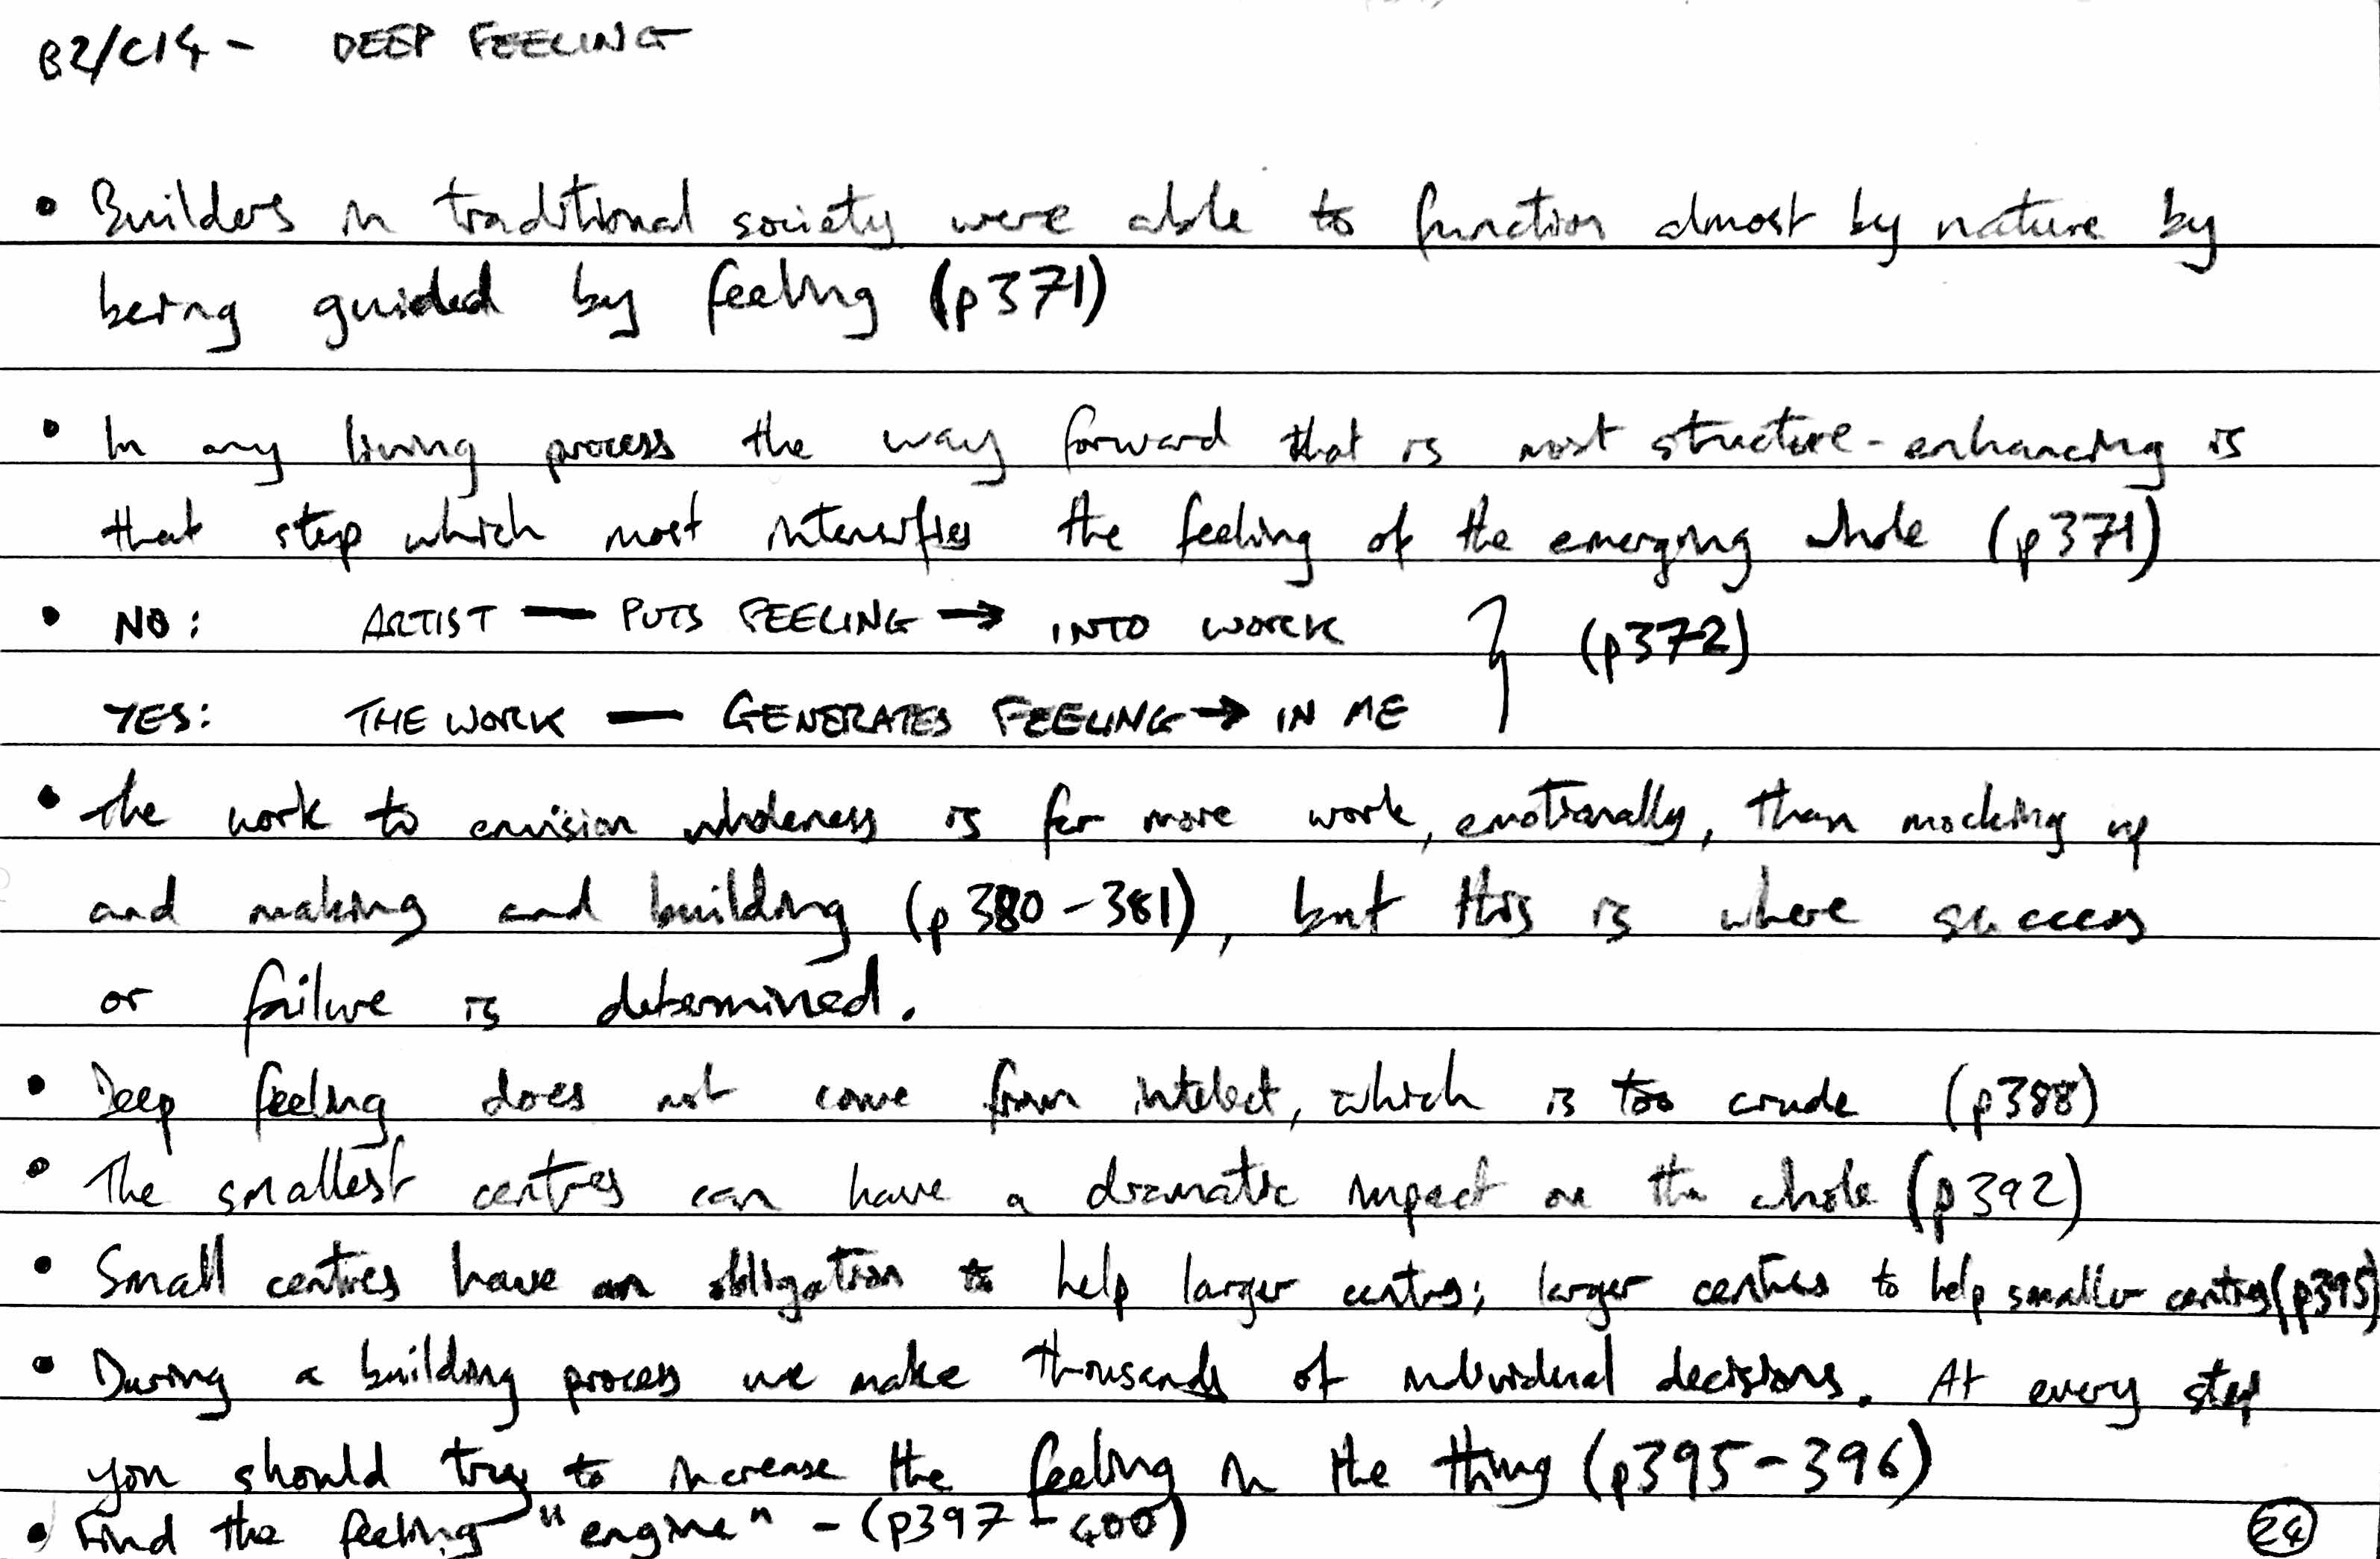 B2/C14 - DEEP FEELING
• Builders in traditional society were able to function almost by nature by
being guided by feeling (p371)
• In any living process the way forward that is most structure-enhancing is
that step which most intensifies the feeling of the emerging whole (p371)
• NO: ARTIST — PUTS FEELING → INTO WORK } (p372)
YES: THE WORK — GENERATES FEELING → IN ME
• The work to envision wholeness is far more work, emotionally, than mocking up
and making and building (p380-381), but this is where success
or failure is determined.
• Deep feeling does not come from intellect, which is too crude (p388)
• The smallest centres can have a dramatic impact on the whole (p392)
• Small centres have an obligation to help larger centres; larger centres to help smaller centres (p395)
• During a building process we make thousands of individual decisions. At every step
you should try to increase the feeling in the thing (p395-396)
• Find the feeling "engine" - (p397-400)
24